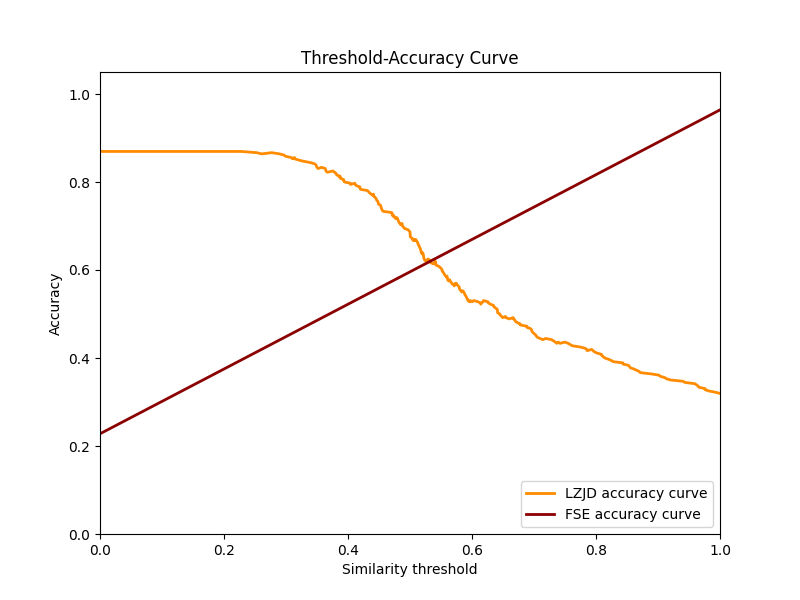 Threshold-Accuracy Curve
Accuracy
1.0
0.8
0.6
0.4
0.2
0.0
LZJD accuracy curve
FSE accuracy curve
0.0 0.2 0.4 0.6 0.8 1.0
Similarity threshold